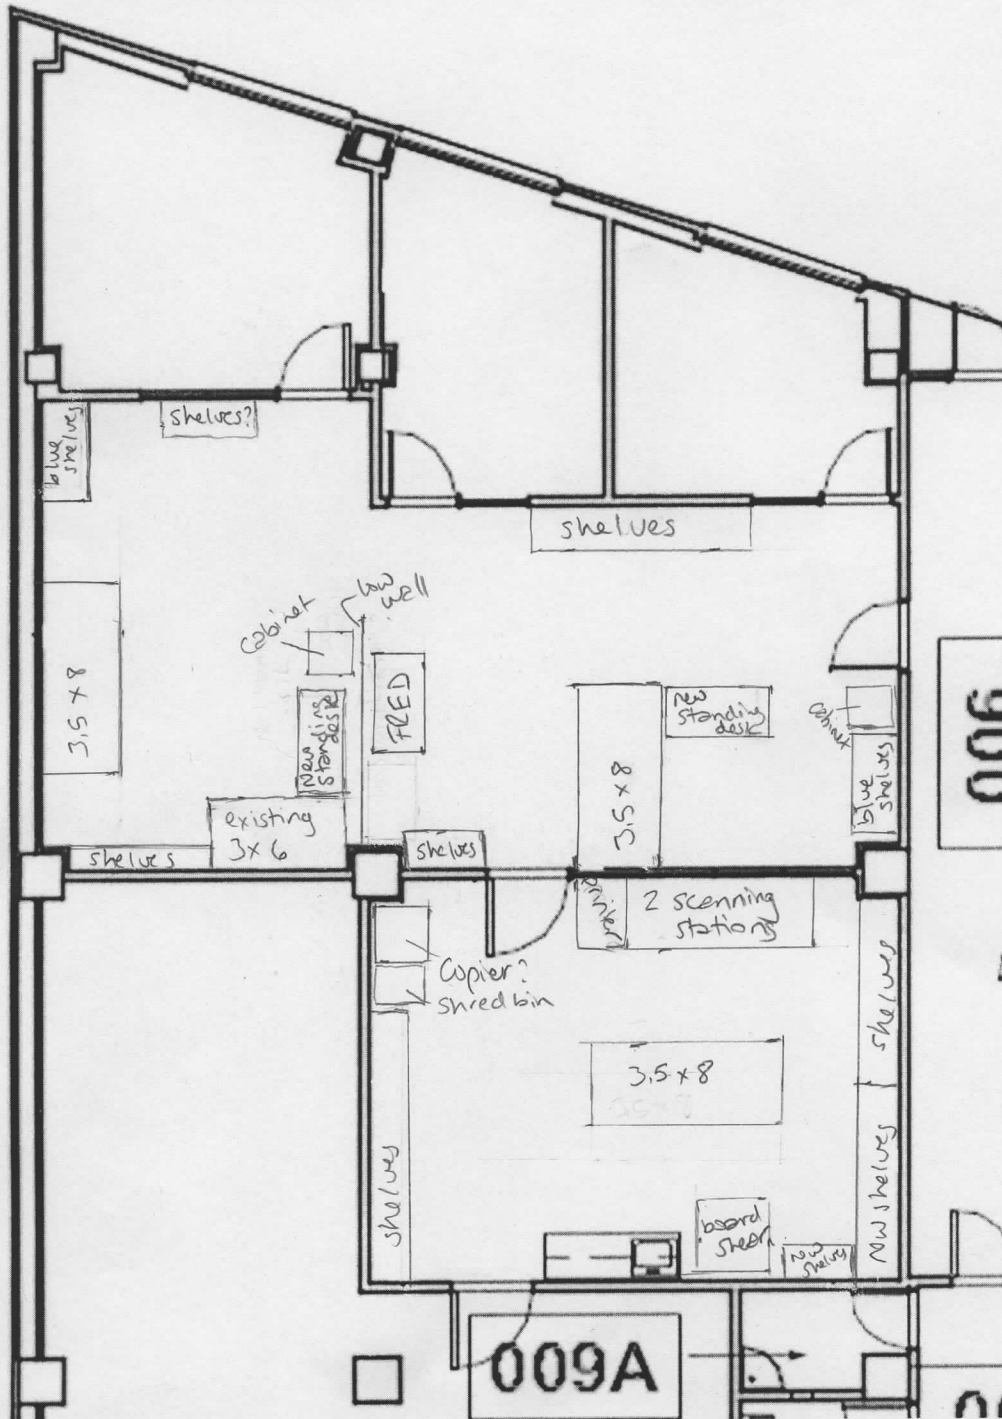 blue
shelves
shelves?
shelves
low
wall
cabinet
3.5 x 8
FRED
New
standing
desk
new
standing
desk
cabinet
3.5 x 8
blue
shelves
existing
3x6
shelves
shelves
printer
2 scanning
stations
Copier?
shred bin
shelves
3.5 x 8
shelves
new shelves
board
shear
new
shelves
006
009A